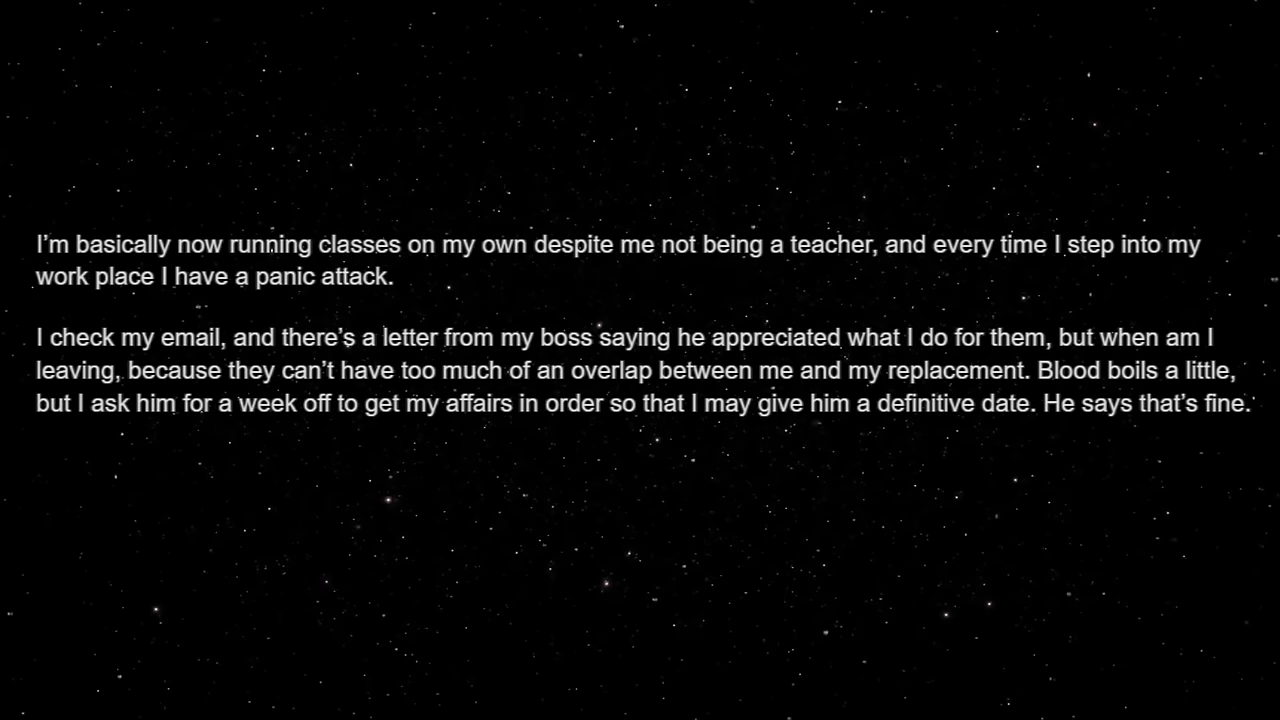 I’m basically now running classes on my own despite me not being a teacher, and every time I step into my
work place I have a panic attack.
I check my email, and there’s a letter from my boss saying he appreciated what I do for them, but when am I
leaving, because they can’t have too much of an overlap between me and my replacement. Blood boils a little,
but I ask him for a week off to get my affairs in order so that I may give him a definitive date. He says that’s fine.